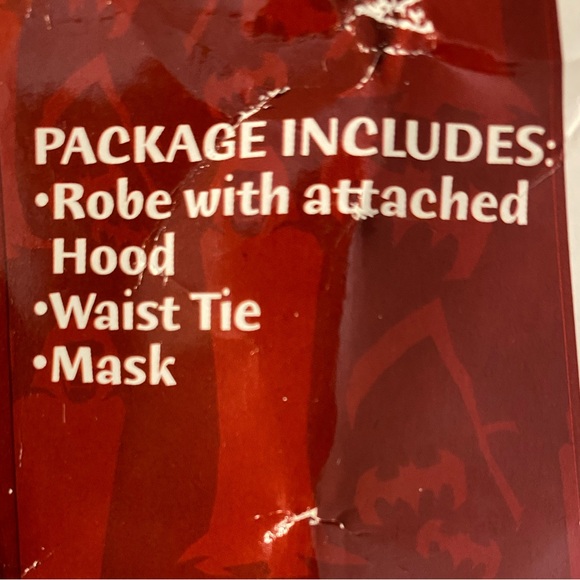 PACKAGE INCLUDES:
•Robe with attached
Hood
•Waist Tie
•Mask